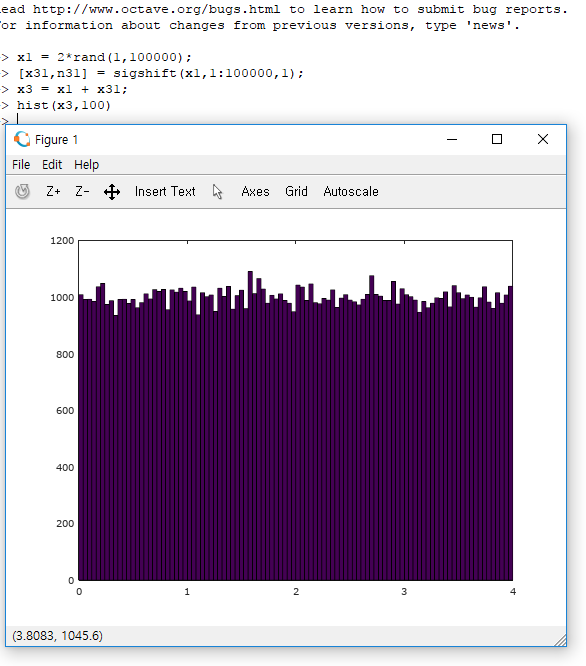 ead http://www.octave.org/bugs.html to learn how to submit bug reports.
or information about changes from previous versions, type 'news'.
> x1 = 2*rand(1,100000);
> [x31,n31] = sigshift(x1,1:100000,1);
> x3 = x1 + x31;
> hist(x3,100)
>
Figure 1
File Edit Help
Z+ Z- Insert Text Axes Grid Autoscale
1200
1000
800
600
400
200
0
0 1 2 3 4
(3.8083, 1045.6)